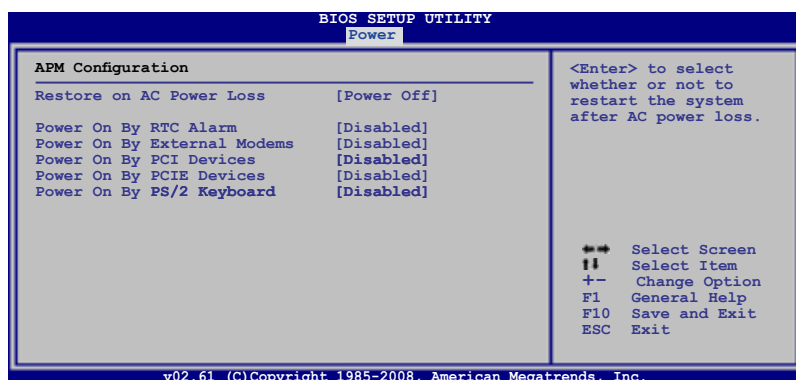 BIOS SETUP UTILITY
Power
APM Configuration
Restore on AC Power Loss [Power Off]
Power On By RTC Alarm [Disabled]
Power On By External Modems [Disabled]
Power On By PCI Devices [Disabled]
Power On By PCIE Devices [Disabled]
Power On By PS/2 Keyboard [Disabled]
<Enter> to select
whether or not to
restart the system
after AC power loss.
Select Screen
Select Item
+- Change Option
F1 General Help
F10 Save and Exit
ESC Exit
v02.61 (C)Copyright 1985-2008, American Megatrends, Inc.